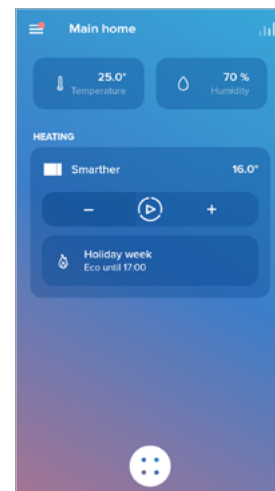 Main home
25.0°
Temperature
70 %
Humidity
HEATING
Smarther 16.0°
– +
Holiday week
Eco until 17:00